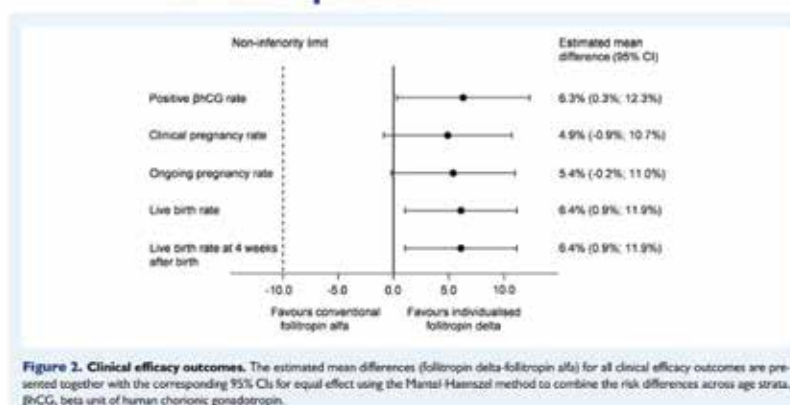 Non-inferiority limit
Estimated mean
difference (95% CI)
Positive βhCG rate
6.3% (0.3%; 12.3%)
Clinical pregnancy rate
4.9% (-0.9%; 10.7%)
Ongoing pregnancy rate
5.4% (-0.2%; 11.0%)
Live birth rate
6.4% (0.9%; 11.9%)
Live birth rate at 4 weeks
after birth
6.4% (0.9%; 11.9%)
-10.0 -5.0 0.0 5.0 10.0
Favours conventional
follitropin alfa
Favours individualised
follitropin delta
Figure 2. Clinical efficacy outcomes. The estimated mean differences (follitropin delta-follitropin alfa) for all clinical efficacy outcomes are pre-
sented together with the corresponding 95% CIs for equal effect using the Mantel-Haenszel method to combine the risk differences across age strata.
βhCG, beta unit of human chorionic gonadotropin.